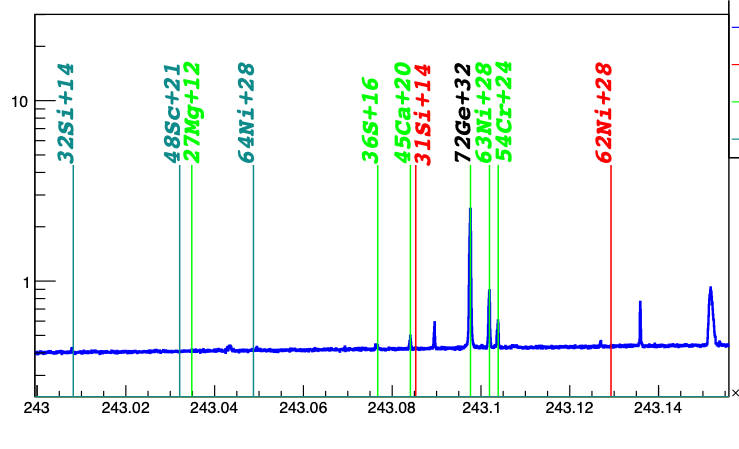 32Si+14
48Sc+21
27Mg+12
64Ni+28
36S+16
45Ca+20
31Si+14
72Ge+32
63Ni+28
54Cr+24
62Ni+28
10
1
243
243.02
243.04
243.06
243.08
243.1
243.12
243.14
×